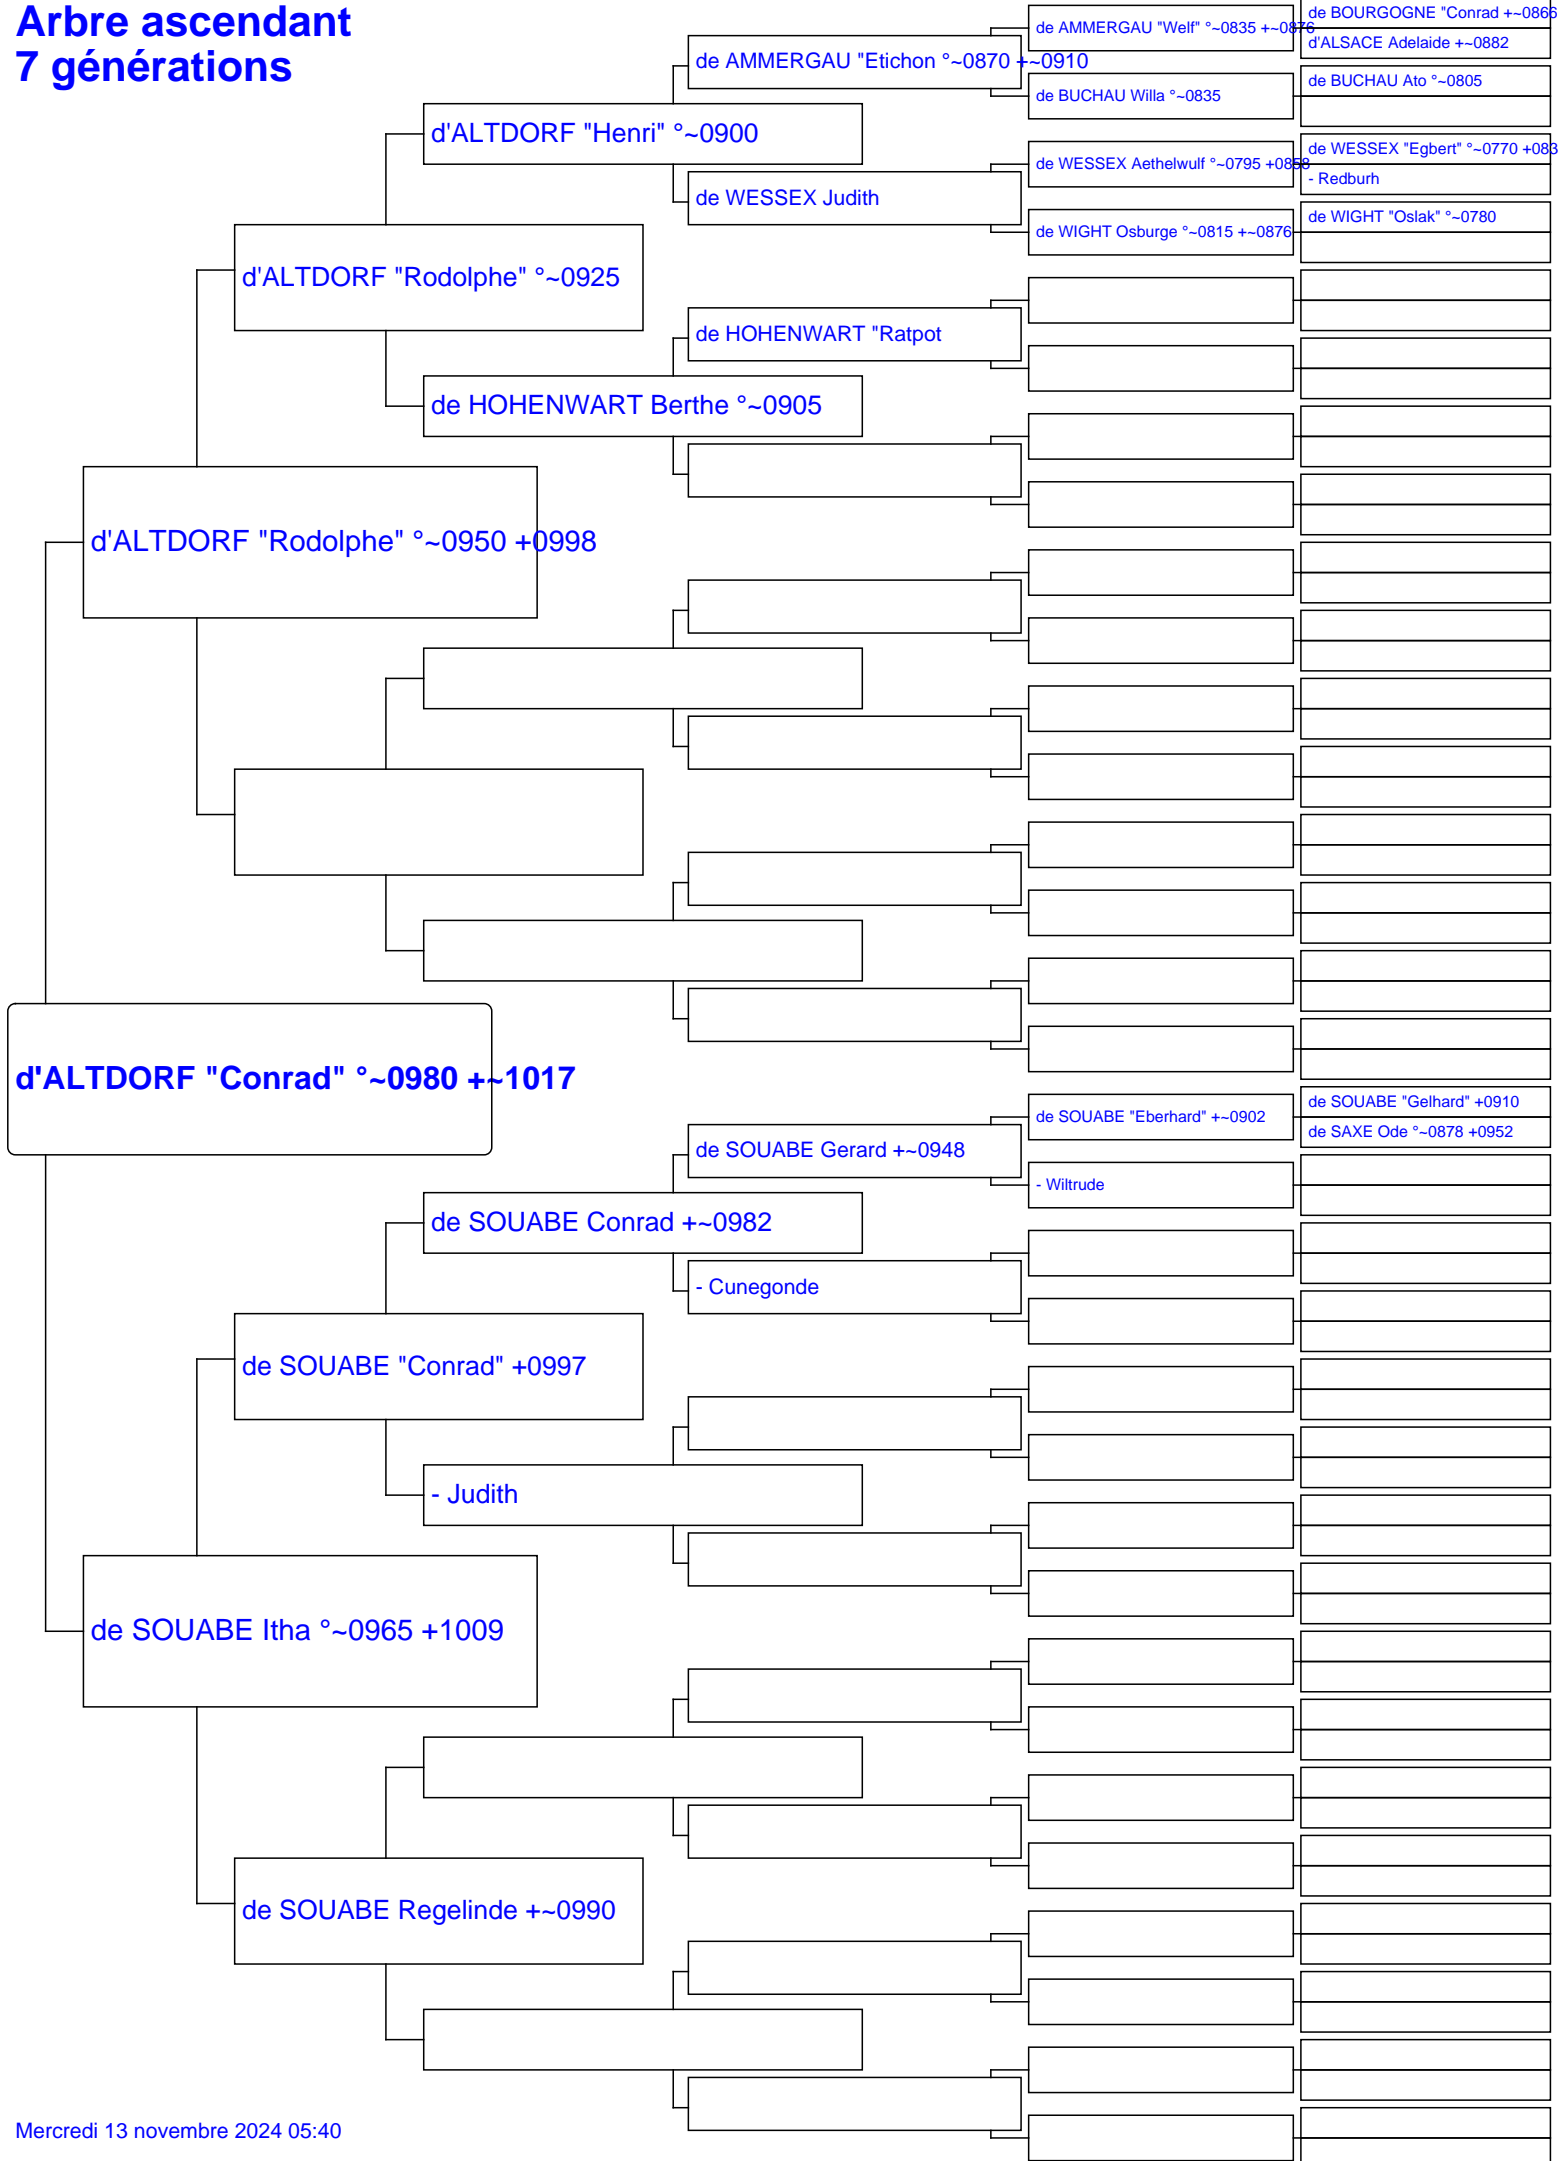 Arbre ascendant
7 générations
de AMMERGAU "Welf" °~0835 +~0876
de BOURGOGNE "Conrad +~0866
d'ALSACE Adelaide +~0882
de AMMERGAU "Etichon °~0870 +~0910
de BUCHAU Willa °~0835
de BUCHAU Ato °~0805
d'ALTDORF "Henri" °~0900
de WESSEX Aethelwulf °~0795 +0858
de WESSEX "Egbert" °~0770 +083
- Redburh
de WESSEX Judith
de WIGHT Osburge °~0815 +~0876
de WIGHT "Oslak" °~0780
d'ALTDORF "Rodolphe" °~0925
de HOHENWART "Ratpot
de HOHENWART Berthe °~0905
d'ALTDORF "Rodolphe" °~0950 +0998
d'ALTDORF "Conrad" °~0980 +~1017
de SOUABE "Eberhard" +~0902
de SOUABE "Gelhard" +0910
de SAXE Ode °~0878 +0952
de SOUABE Gerard +~0948
- Wiltrude
de SOUABE Conrad +~0982
- Cunegonde
de SOUABE "Conrad" +0997
- Judith
de SOUABE Itha °~0965 +1009
de SOUABE Regelinde +~0990
Mercredi 13 novembre 2024 05:40